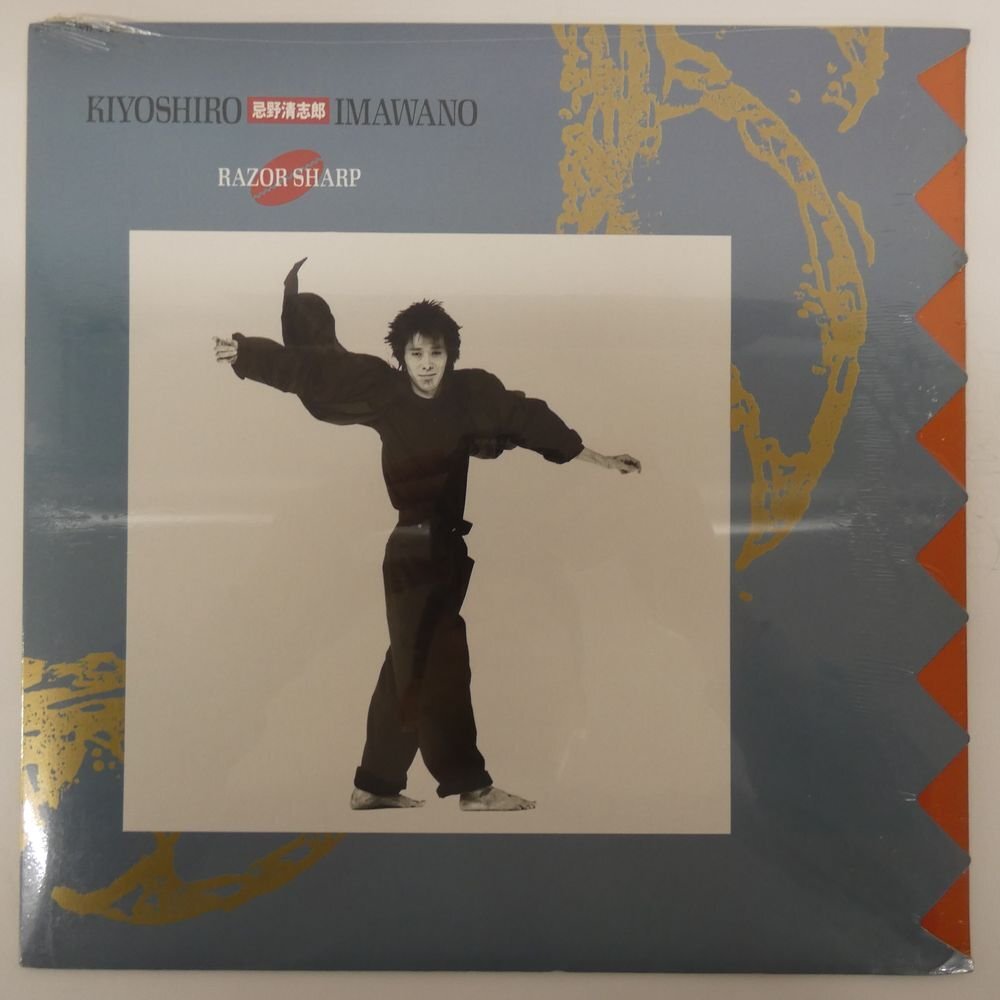 KIYOSHIRO 忌野清志郎 IMAWANO
RAZOR SHARP